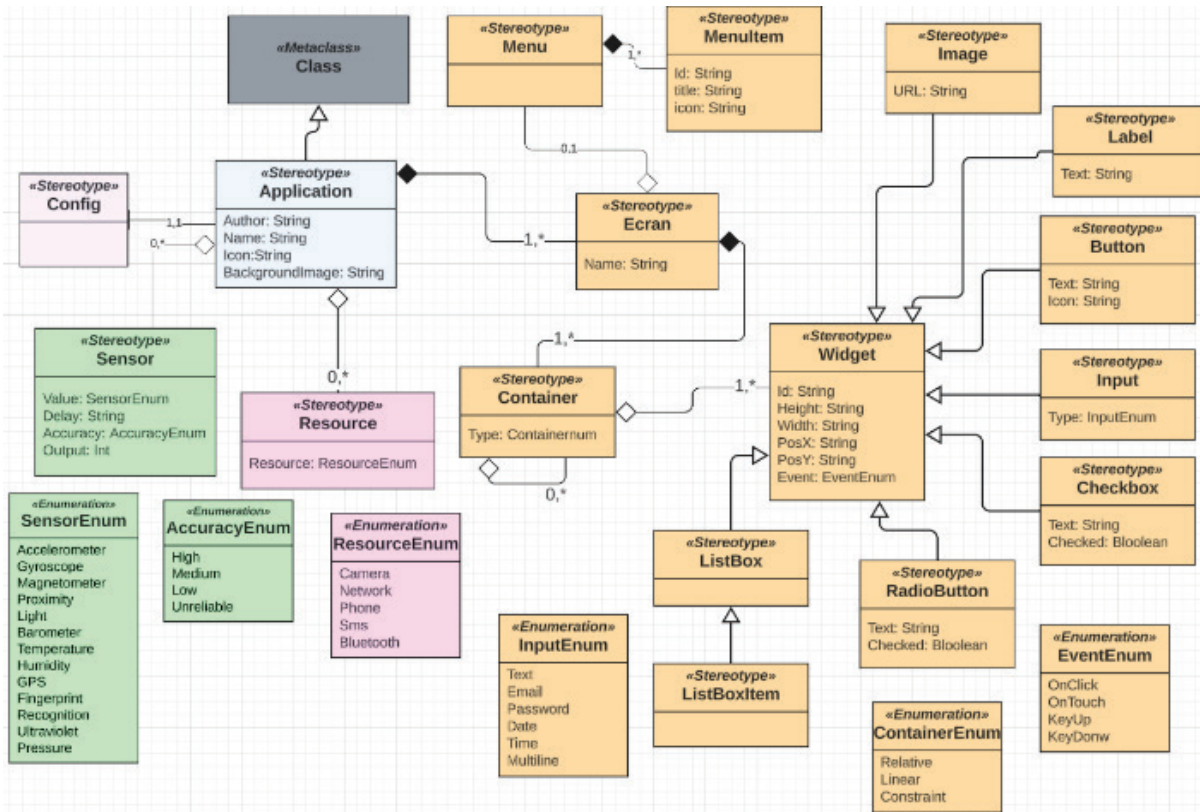 «Metaclass»
Class
«Stereotype»
Menu
1,*
«Stereotype»
MenuItem
Id: String
title: String
icon: String
«Stereotype»
Image
URL: String
«Stereotype»
Label
Text: String
0.1
«Stereotype»
Config
1,1
0,*
«Stereotype»
Application
Author: String
Name: String
Icon:String
BackgroundImage: String
1,*
«Stereotype»
Ecran
Name: String
«Stereotype»
Button
Text: String
Icon: String
«Stereotype»
Sensor
Value: SensorEnum
Delay: String
Accuracy: AccuracyEnum
Output: Int
0,*
«Stereotype»
Resource
Resource: ResourceEnum
1,*
«Stereotype»
Container
Type: Containernum
0,*
1,*
«Stereotype»
Widget
Id: String
Height: String
Width: String
PosX: String
PosY: String
Event: EventEnum
«Stereotype»
Input
Type: InputEnum
«Stereotype»
Checkbox
Text: String
Checked: Bloolean
«Enumeration»
SensorEnum
Accelerometer
Gyroscope
Magnetometer
Proximity
Light
Barometer
Temperature
Humidity
GPS
Fingerprint
Recognition
Ultraviolet
Pressure
«Enumeration»
AccuracyEnum
High
Medium
Low
Unreliable
«Enumeration»
ResourceEnum
Camera
Network
Phone
Sms
Bluetooth
«Enumeration»
InputEnum
Text
Email
Password
Date
Time
Multiline
«Stereotype»
ListBox
«Stereotype»
ListBoxItem
«Stereotype»
RadioButton
Text: String
Checked: Bloolean
«Enumeration»
ContainerEnum
Relative
Linear
Constraint
«Enumeration»
EventEnum
OnClick
OnTouch
KeyUp
KeyDonw